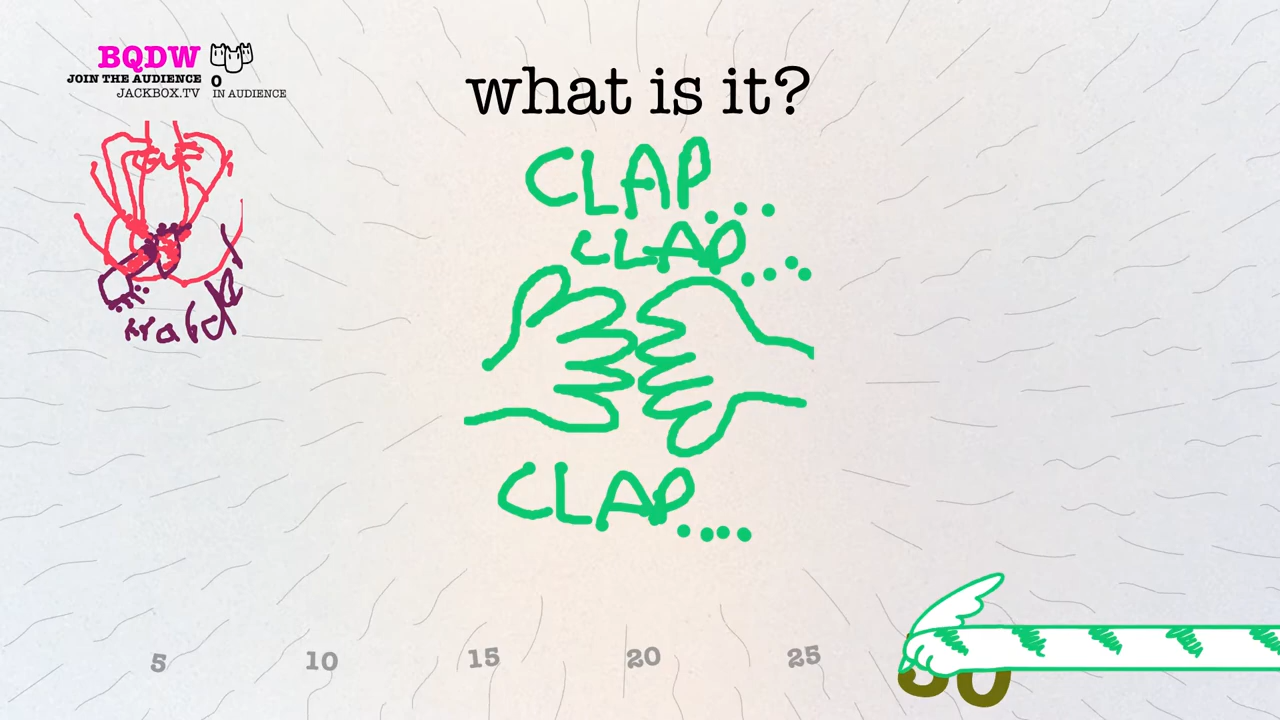 BQDW
JOIN THE AUDIENCE
JACKBOX.TV
0
IN AUDIENCE
what is it?
CLAP...
CLAP....
CLAP....
5 10 15 20 25 30